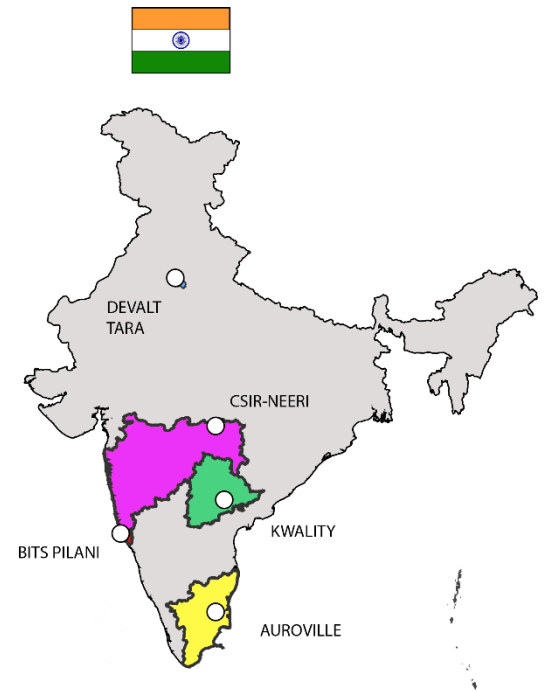 DEVALT
TARA
CSIR-NEERI
KWALITY
BITS PILANI
AUROVILLE